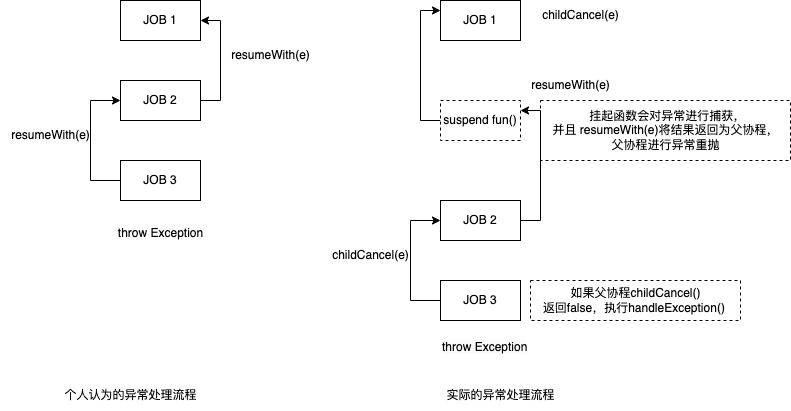 JOB 1
resumeWith(e)
JOB 2
resumeWith(e)
JOB 3
throw Exception
个人认为的异常处理流程
JOB 1
childCancel(e)
resumeWith(e)
suspend fun()
挂起函数会对异常进行捕获，
并且 resumeWith(e)将结果返回为父协程，
父协程进行异常重抛
JOB 2
childCancel(e)
JOB 3
如果父协程childCancel()
返回false，执行handleException()
throw Exception
实际的异常处理流程